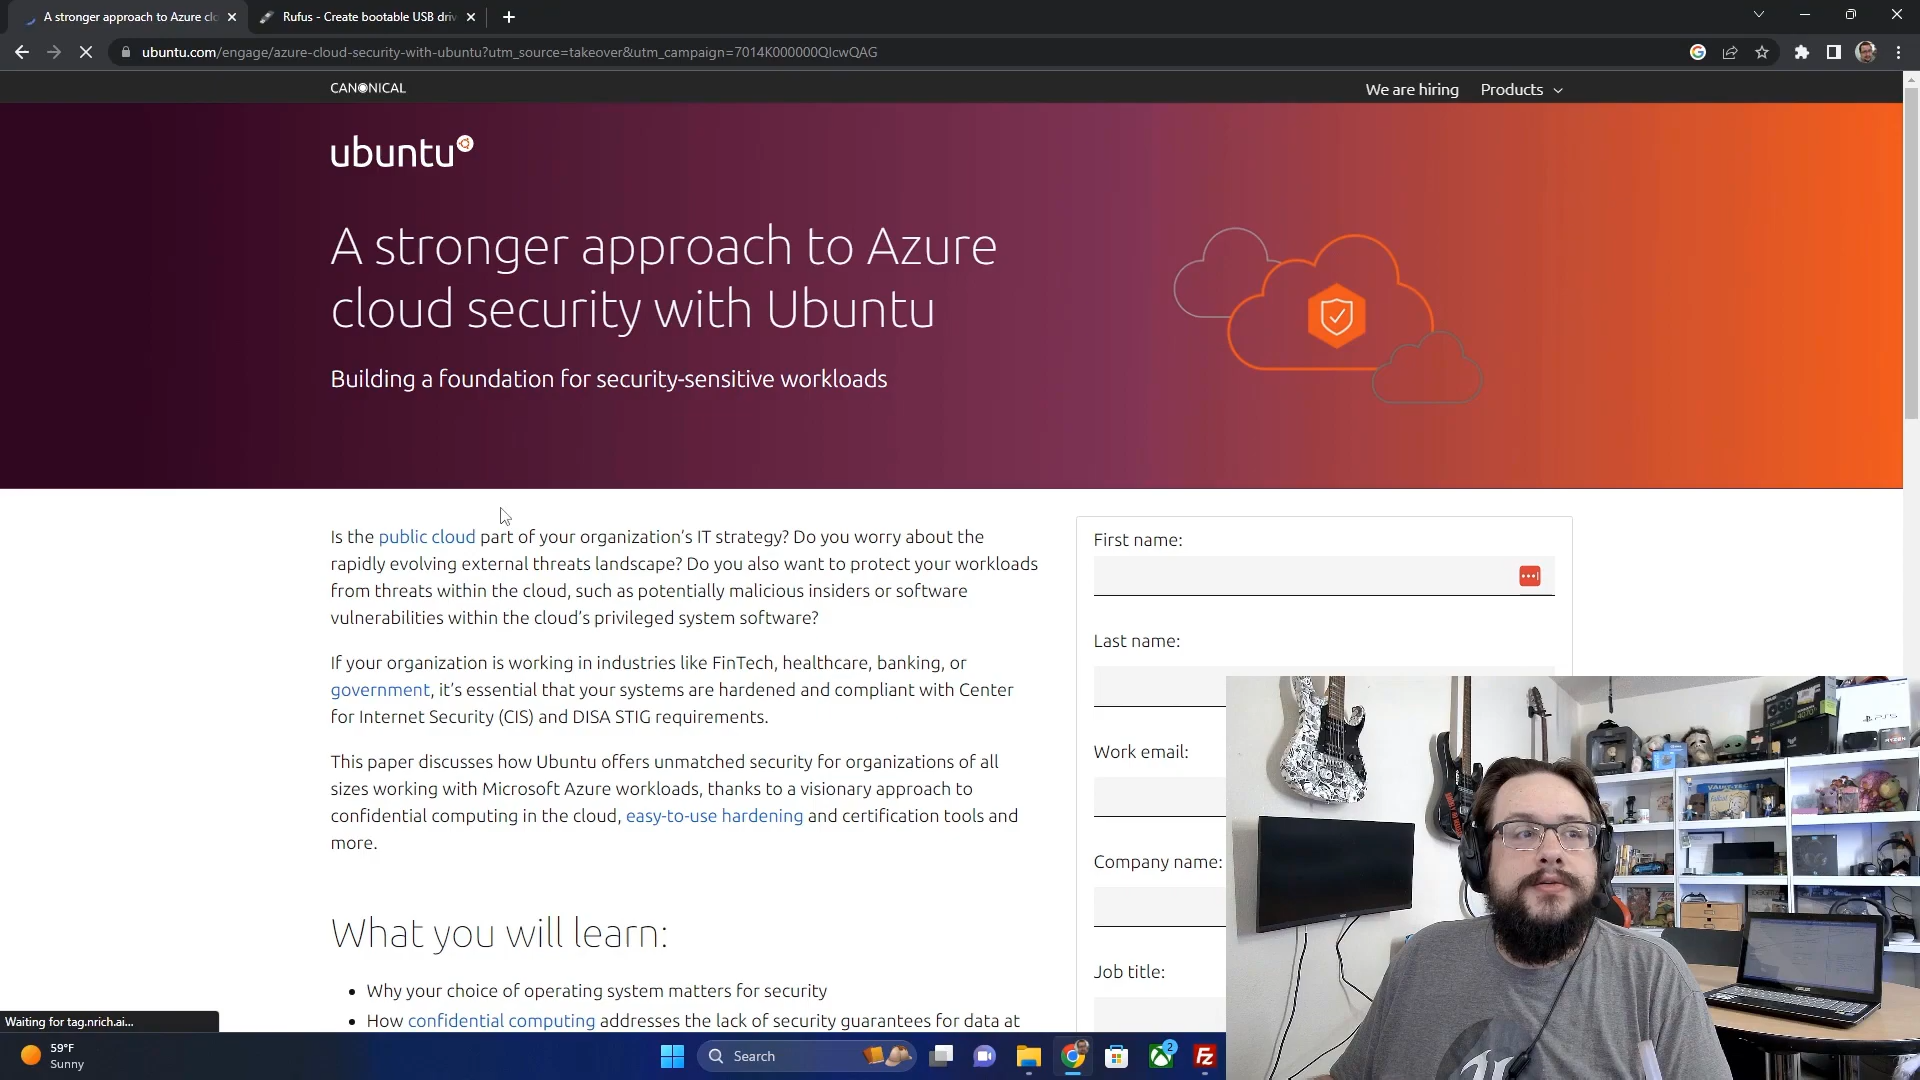 A stronger approach to Azure clo
Rufus - Create bootable USB driv
ubuntu.com/engage/azure-cloud-security-with-ubuntu?utm_source=takeover&utm_campaign=7014K000000QlcwQAG
CANONICAL
We are hiring
Products
ubuntu
A stronger approach to Azure
cloud security with Ubuntu
Building a foundation for security-sensitive workloads
Is the public cloud part of your organization's IT strategy? Do you worry about the
rapidly evolving external threats landscape? Do you also want to protect your workloads
from threats within the cloud, such as potentially malicious insiders or software
vulnerabilities within the cloud's privileged system software?
If your organization is working in industries like FinTech, healthcare, banking, or
government, it's essential that your systems are hardened and compliant with Center
for Internet Security (CIS) and DISA STIG requirements.
This paper discusses how Ubuntu offers unmatched security for organizations of all
sizes working with Microsoft Azure workloads, thanks to a visionary approach to
confidential computing in the cloud, easy-to-use hardening and certification tools and
more.
What you will learn:
• Why your choice of operating system matters for security
• How confidential computing addresses the lack of security guarantees for data at
First name:
Last name:
Work email:
Company name:
Job title:
PS5
Waiting for tag.nrich.ai...
59°F
Sunny
Search
2
FZ